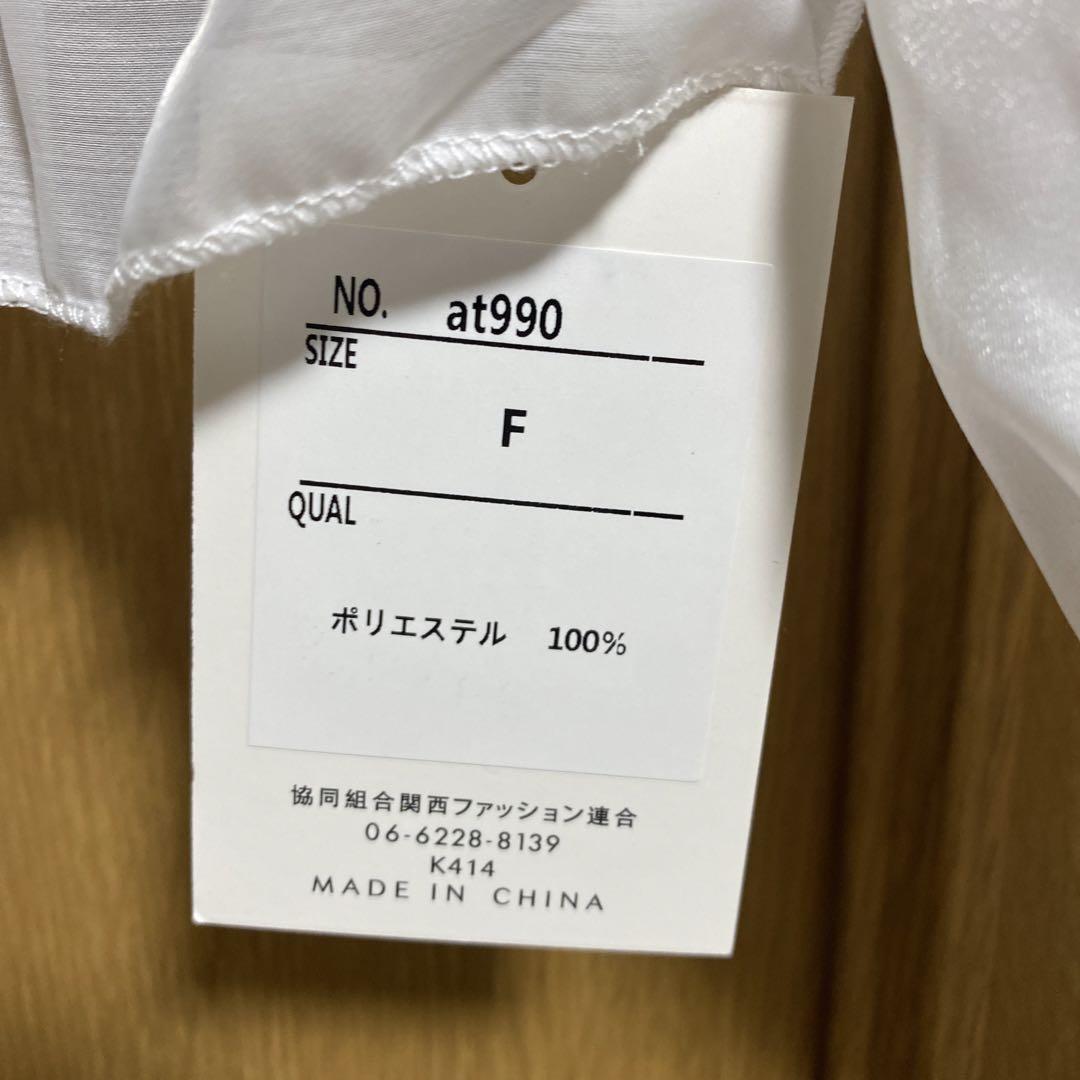 NO. at990
SIZE
F
QUAL
ポリエステル 100%
協同組合関西ファッション連合
06-6228-8139
K414
MADE IN CHINA